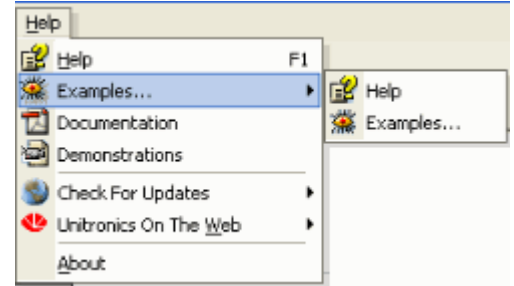 Help
Help F1
Examples...
Documentation
Demonstrations
Check For Updates
Unitronics On The Web
About
Help
Examples...